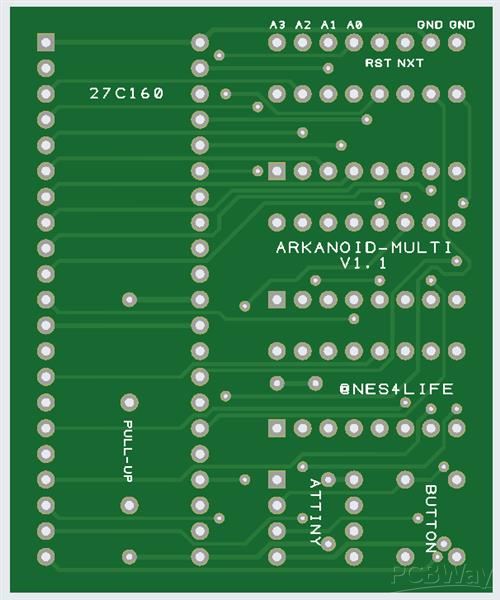 A3 A2 A1 A0 GND GND
RST NXT
27C160
ARKANOID-MULTI
V1.1
@NES4LIFE
PULL-UP
ATTINY
BUTTON
PCBWay